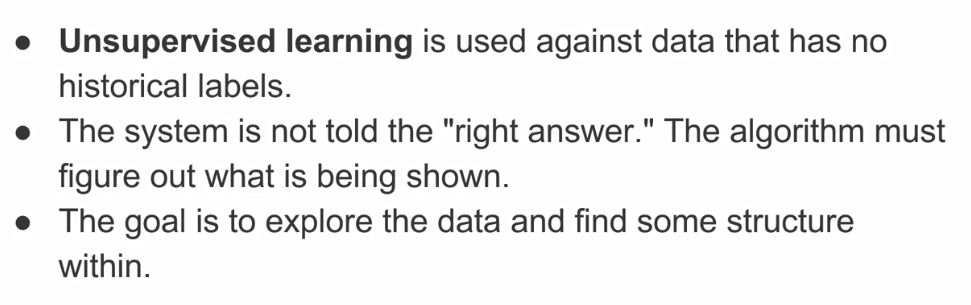 ● Unsupervised learning is used against data that has no
historical labels.
● The system is not told the "right answer." The algorithm must
figure out what is being shown.
● The goal is to explore the data and find some structure
within.